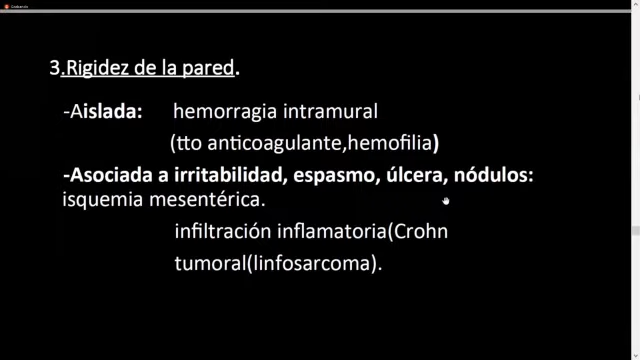 Grabando
3.Rigidez de la pared.
-Aislada: hemorragia intramural
(tto anticoagulante,hemofilia)
-Asociada a irritabilidad, espasmo, úlcera, nódulos:
isquemia mesentérica.
infiltración inflamatoria(Crohn
tumoral(linfosarcoma).